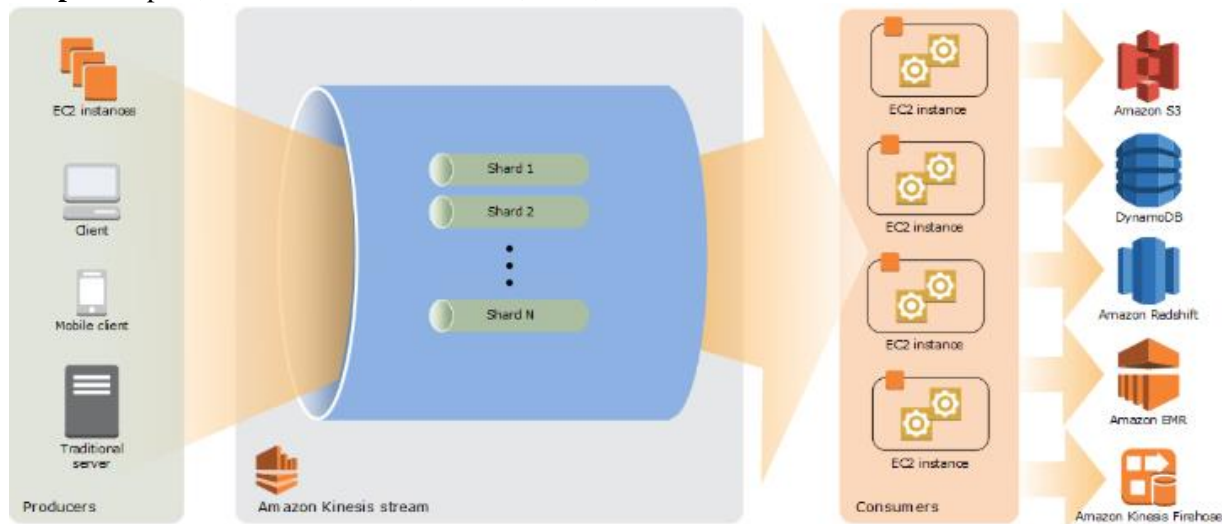 EC2 instances
Client
Mobile client
Traditional
server
Producers
Shard 1
Shard 2
Shard N
Amazon Kinesis stream
EC2 instance
EC2 instance
EC2 instance
EC2 instance
Consumers
Amazon S3
DynamoDB
Amazon Redshift
Amazon EMR
Amazon Kinesis Firehose